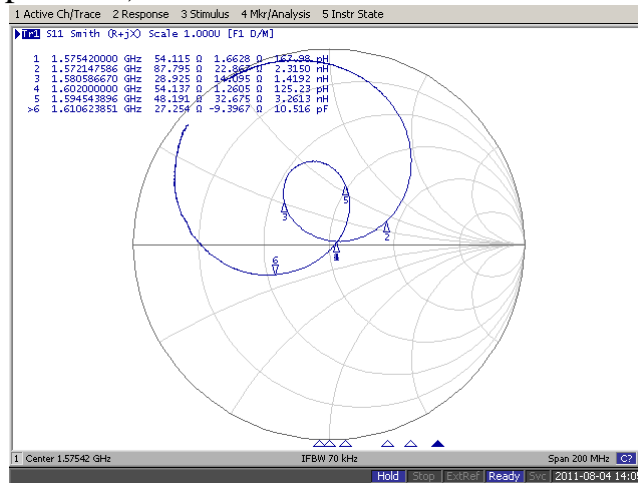 1 Active Ch/Trace 2 Response 3 Stimulus 4 Mkr/Analysis 5 Instr State
Tr1 S11 Smith (R+jX) Scale 1.000U [F1 D/M]
1 1.575420000 GHz 54.115 Ω 1.6628 Ω 167.98 pH
2 1.572147586 GHz 87.795 Ω 22.867 Ω 2.3150 nH
3 1.580586670 GHz 28.925 Ω 14.095 Ω 1.4192 nH
4 1.602000000 GHz 54.137 Ω 1.2605 Ω 125.23 pH
5 1.594543896 GHz 48.191 Ω 32.675 Ω 3.2613 nH
>6 1.610623851 GHz 27.254 Ω -9.3967 Ω 10.516 pF
5
3
2
6
1 Center 1.57542 GHz IFBW 70 kHz Span 200 MHz C?
Hold Stop ExtRef Ready Svc 2011-08-04 14:05